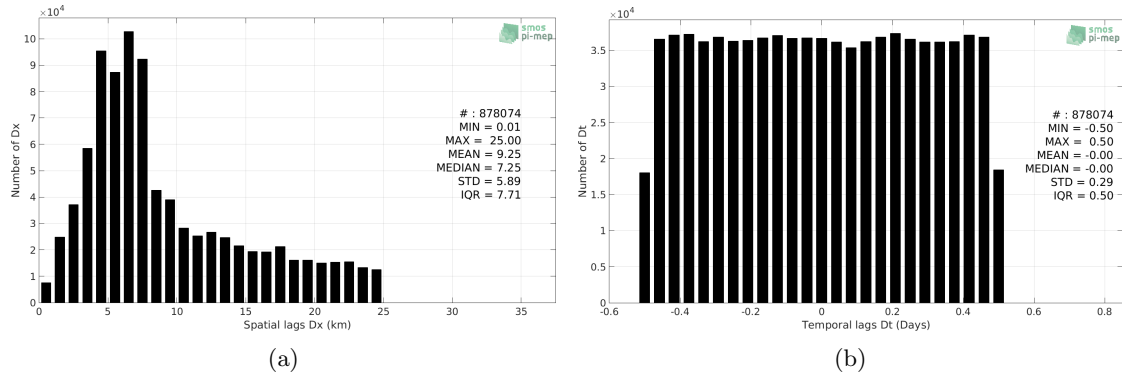 ×10⁴
10
9
8
7
6
5
4
3
2
1
0
Number of Dx
0 5 10 15 20 25 30 35
Spatial lags Dx (km)
smos
pi-mep
# : 878074
MIN = 0.01
MAX = 25.00
MEAN = 9.25
MEDIAN = 7.25
STD = 5.89
IQR = 7.71
(a)
×10⁴
3.5
3
2.5
2
1.5
1
0.5
0
Number of Dt
-0.6 -0.4 -0.2 0 0.2 0.4 0.6 0.8
Temporal lags Dt (Days)
smos
pi-mep
# : 878074
MIN = -0.50
MAX = 0.50
MEAN = -0.00
MEDIAN = -0.00
STD = 0.29
IQR = 0.50
(b)